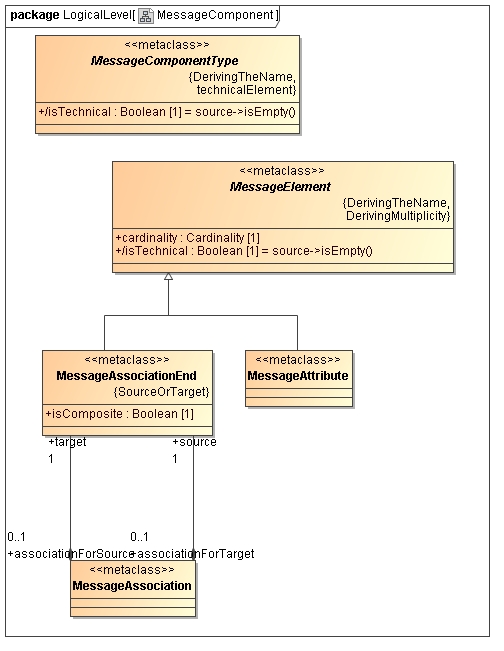 package LogicalLevel[ MessageComponent]
<<metaclass>>
MessageComponentType
{DerivingTheName,
technicalElement}
+/isTechnical : Boolean [1] = source->isEmpty()
<<metaclass>>
MessageElement
{DerivingTheName,
DerivingMultiplicity}
+cardinality : Cardinality [1]
+/isTechnical : Boolean [1] = source->isEmpty()
<<metaclass>>
MessageAssociationEnd
{SourceOrTarget}
+isComposite : Boolean [1]
<<metaclass>>
MessageAttribute
+target +source
1 1
0..1 0..1
+associationForSource +associationForTarget
<<metaclass>>
MessageAssociation